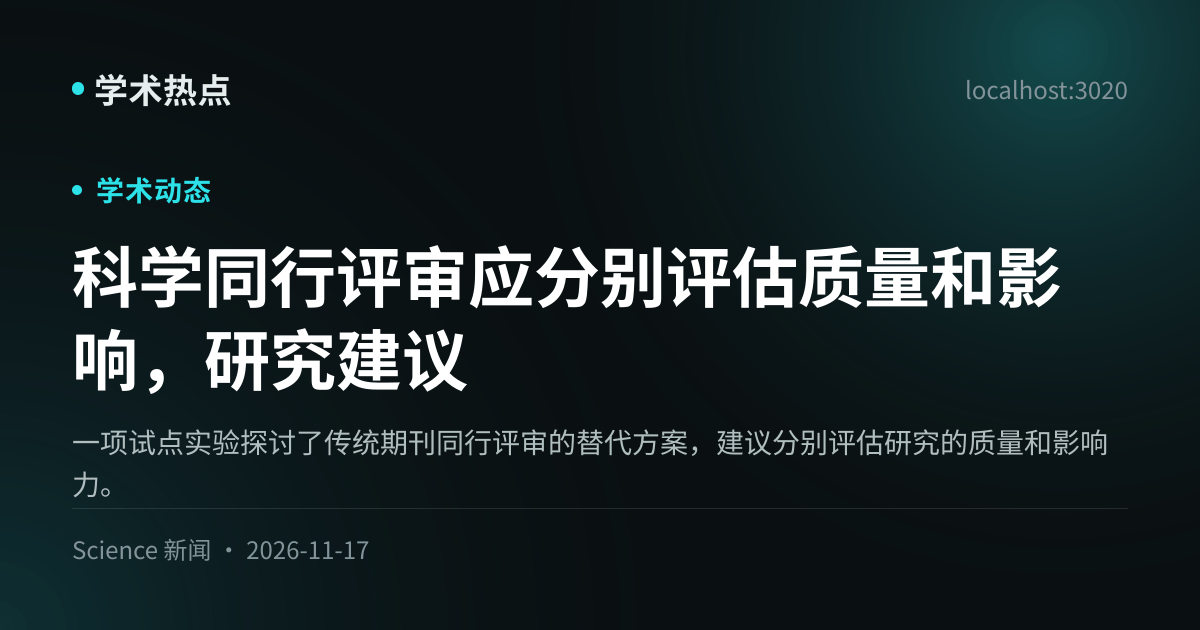 学术热点
localhost:3020
学术动态
科学同行评审应分别评估质量和影
响，研究建议
一项试点实验探讨了传统期刊同行评审的替代方案，建议分别评估研究的质量和影响
力。
Science 新闻 · 2026-11-17